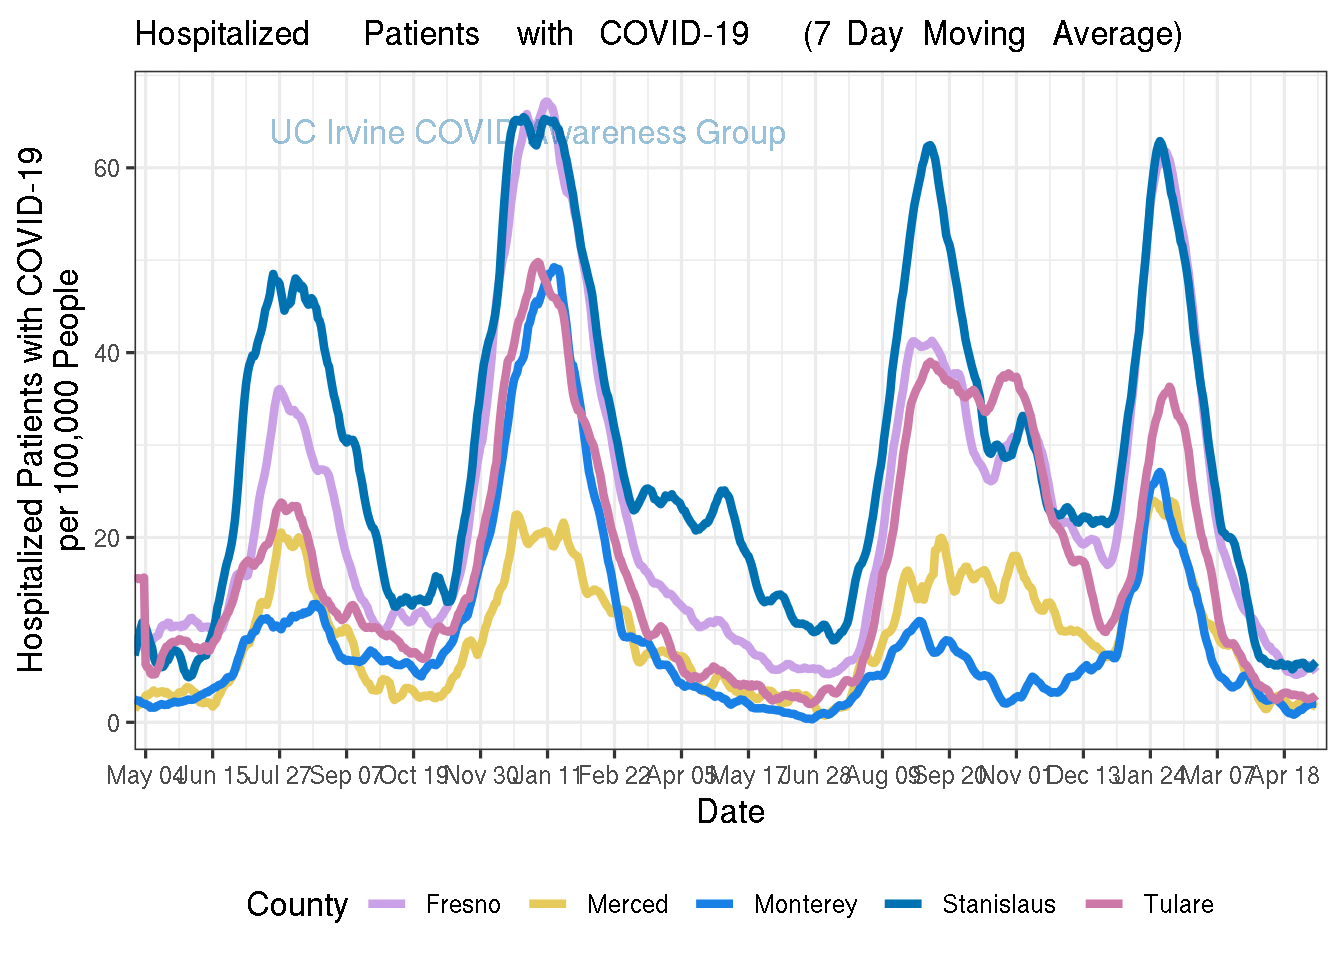 Hospitalized Patients with COVID-19 (7 Day Moving Average)
UC Irvine COVID Awareness Group
Hospitalized Patients with COVID-19
per 100,000 People
60
40
20
0
May 04 Jun 15 Jul 27 Sep 07 Oct 19 Nov 30 Jan 11 Feb 22 Apr 05 May 17 Jun 28 Aug 09 Sep 20 Nov 01 Dec 13 Jan 24 Mar 07 Apr 18
Date
County Fresno Merced Monterey Stanislaus Tulare